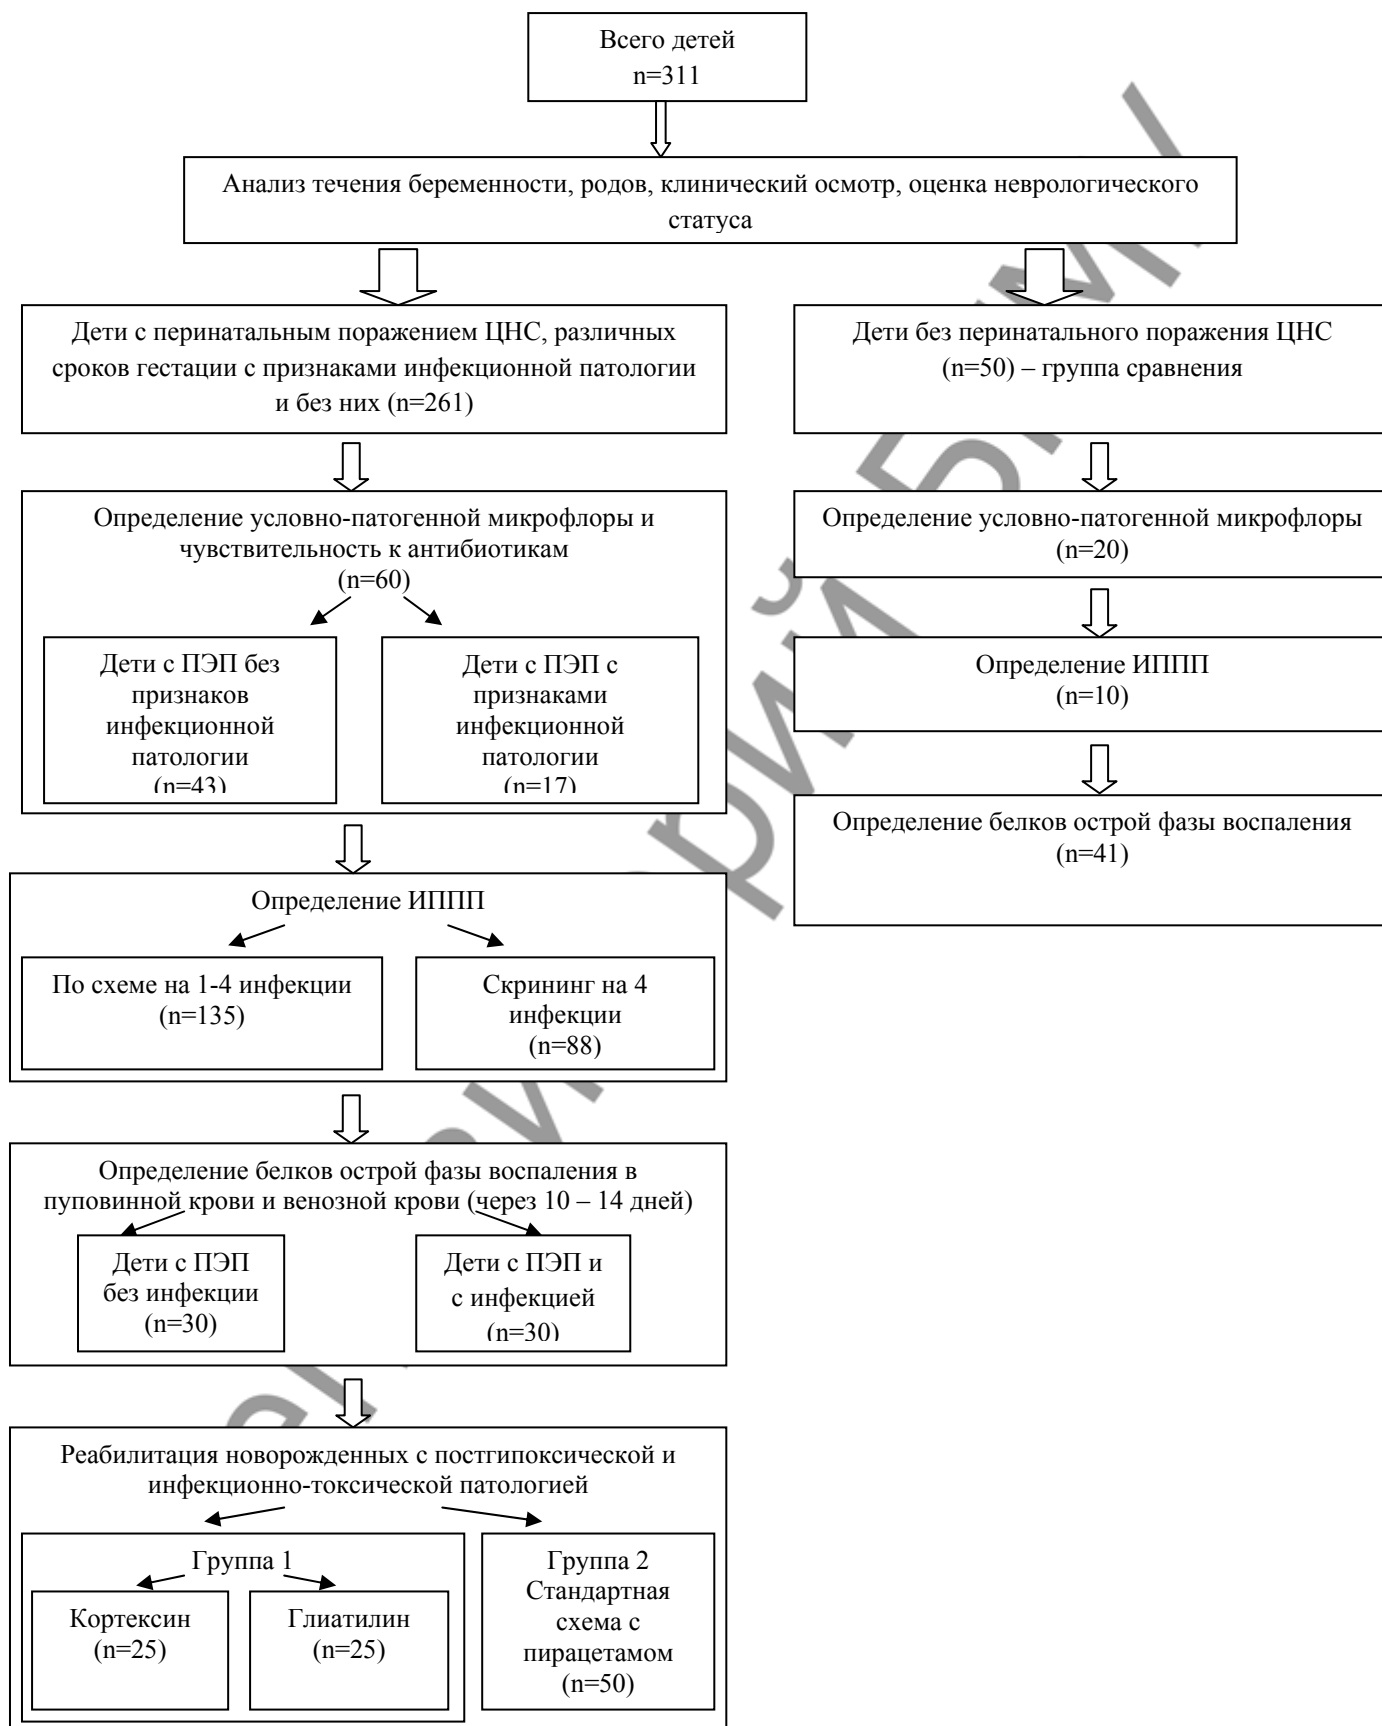 Всего детей
n=311
Анализ течения беременности, родов, клинический осмотр, оценка неврологического
статуса
Дети с перинатальным поражением ЦНС, различных
сроков гестации с признаками инфекционной патологии
и без них (n=261)
Дети без перинатального поражения ЦНС
(n=50) – группа сравнения
Определение условно-патогенной микрофлоры и
чувствительность к антибиотикам
(n=60)
Дети с ПЭП без
признаков
инфекционной
патологии
(n=43)
Дети с ПЭП с
признаками
инфекционной
патологии
(n=17)
Определение условно-патогенной микрофлоры
(n=20)
Определение ИППП
(n=10)
Определение белков острой фазы воспаления
(n=41)
Определение ИППП
По схеме на 1-4 инфекции
(n=135)
Скрининг на 4
инфекции
(n=88)
Определение белков острой фазы воспаления в
пуповинной крови и венозной крови (через 10 – 14 дней)
Дети с ПЭП
без инфекции
(n=30)
Дети с ПЭП и
с инфекцией
(n=30)
Реабилитация новорожденных с постгипоксической и
инфекционно-токсической патологией
Группа 1
Кортексин
(n=25)
Глиатилин
(n=25)
Группа 2
Стандартная
схема с
пирацетамом
(n=50)